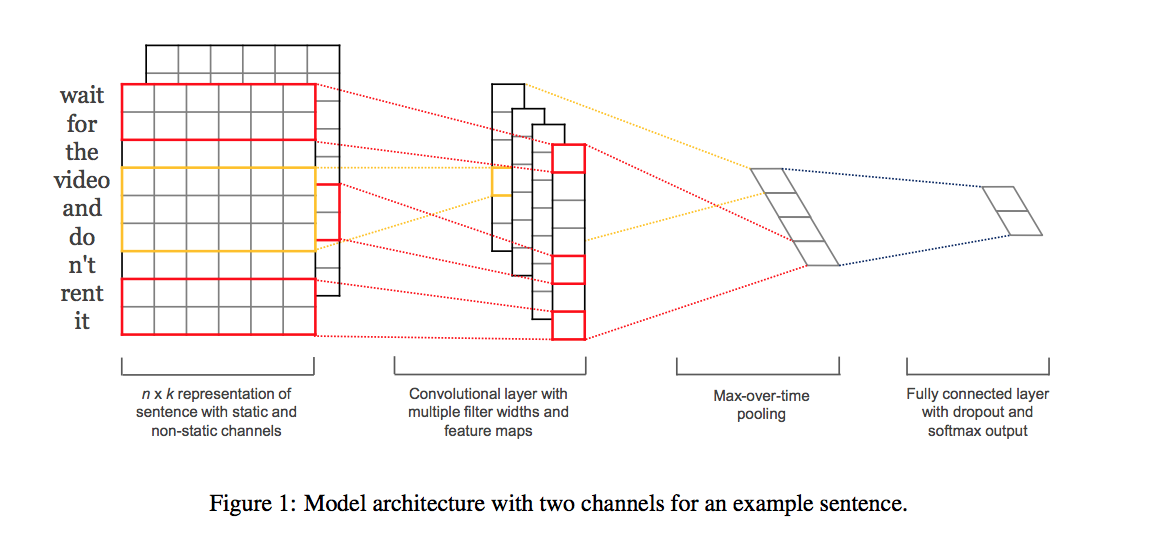 wait
for
the
video
and
do
n't
rent
it
n x k representation of
sentence with static and
non-static channels
Convolutional layer with
multiple filter widths and
feature maps
Max-over-time
pooling
Fully connected layer
with dropout and
softmax output
Figure 1: Model architecture with two channels for an example sentence.